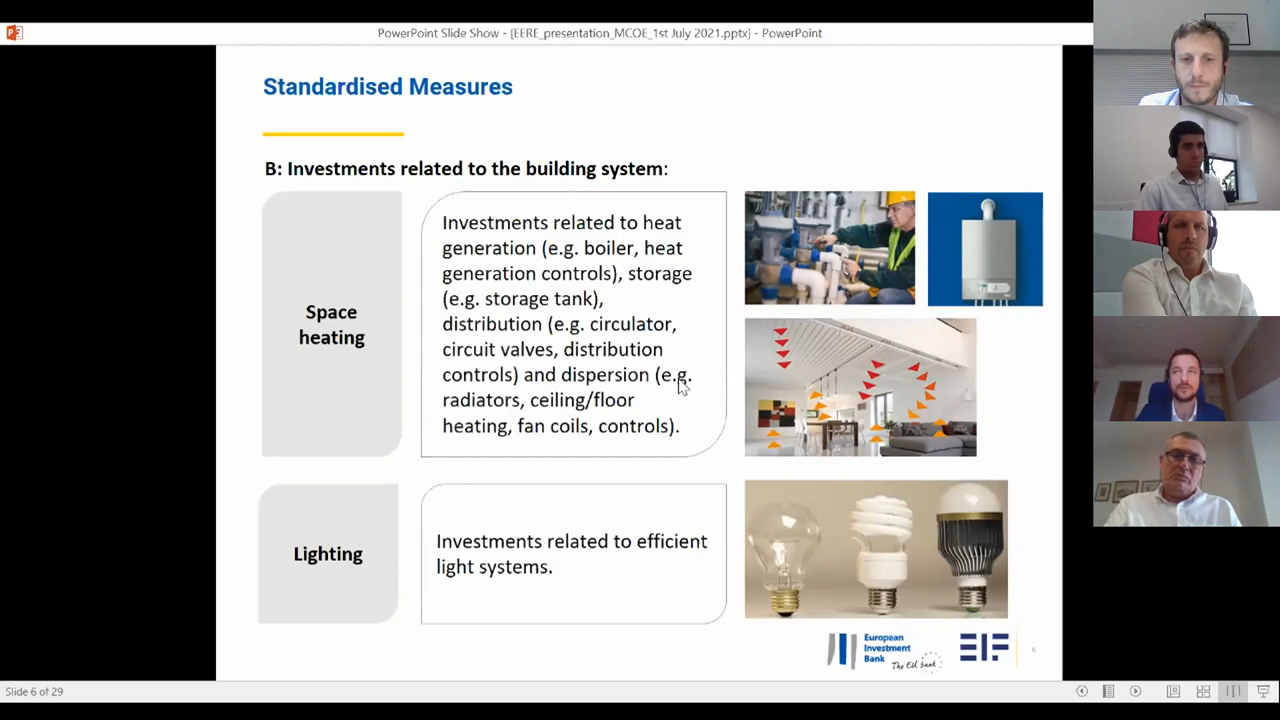 PowerPoint Slide Show - [EERE_presentation_MCOE_1st July 2021.pptx] - PowerPoint
Standardised Measures
B: Investments related to the building system:
Space
heating
Investments related to heat
generation (e.g. boiler, heat
generation controls), storage
(e.g. storage tank),
distribution (e.g. circulator,
circuit valves, distribution
controls) and dispersion (e.g.
radiators, ceiling/floor
heating, fan coils, controls).
Lighting
Investments related to efficient
light systems.
European
Investment
Bank
The EU bank
EIF
6
Slide 6 of 29